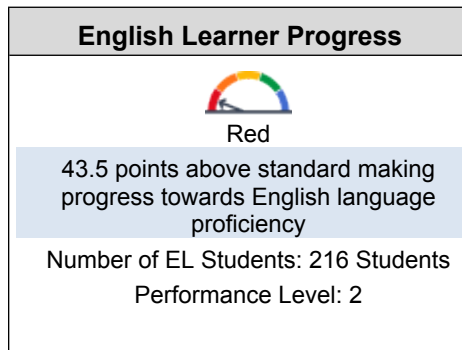 English Learner Progress
Red
43.5 points above standard making
progress towards English language
proficiency
Number of EL Students: 216 Students
Performance Level: 2